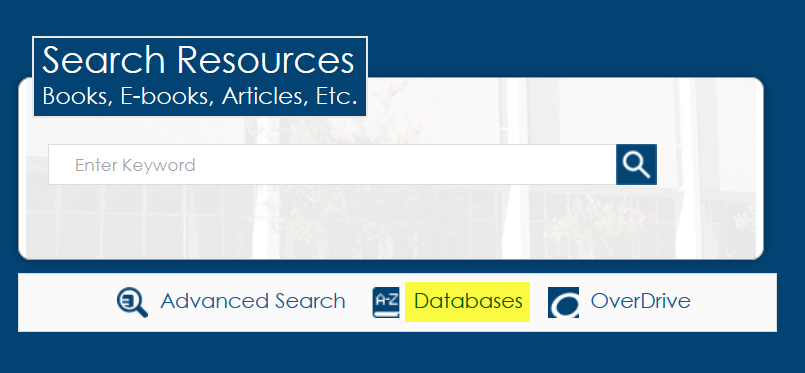 Search Resources
Books, E-books, Articles, Etc.
Enter Keyword
Advanced Search A-Z Databases OverDrive